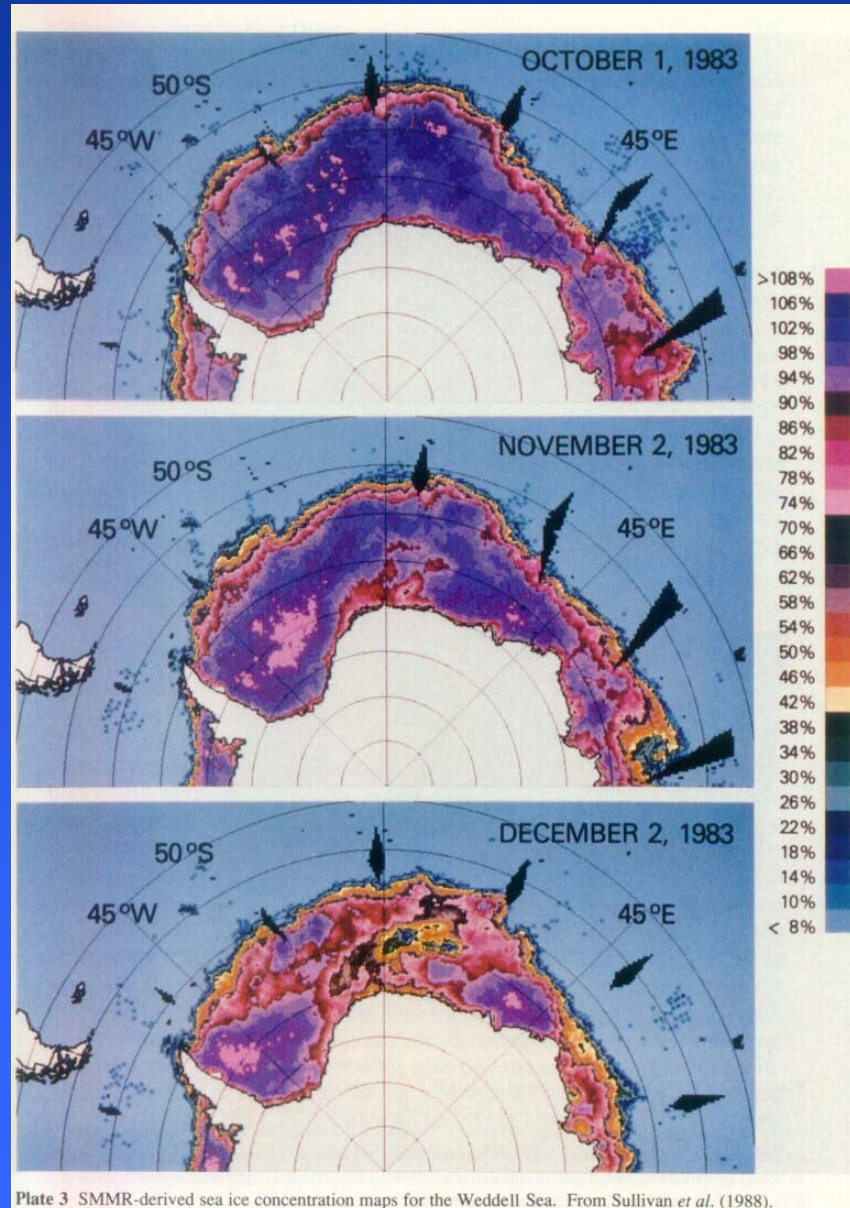 OCTOBER 1, 1983
50°S
45°W
45°E
NOVEMBER 2, 1983
50°S
45°W
45°E
DECEMBER 2, 1983
50°S
45°W
45°E
>108%
106%
102%
98%
94%
90%
86%
82%
78%
74%
70%
66%
62%
58%
54%
50%
46%
42%
38%
34%
30%
26%
22%
18%
14%
10%
< 8%
Plate 3 SMMR-derived sea ice concentration maps for the Weddell Sea. From Sullivan et al. (1988).